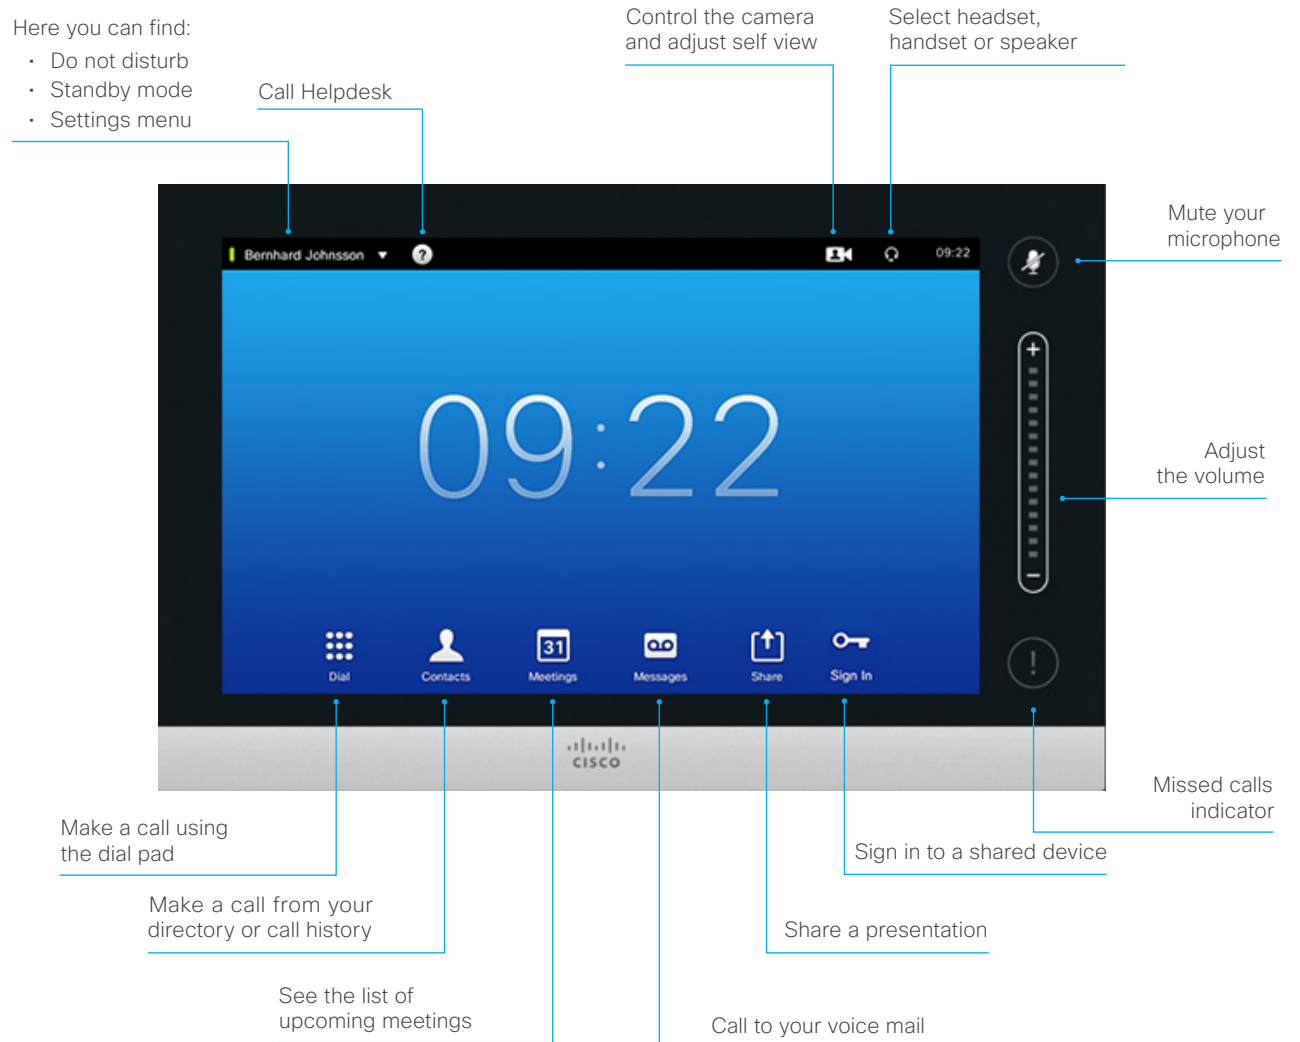 Here you can find:
· Do not disturb
· Standby mode
· Settings menu
Call Helpdesk
Control the camera
and adjust self view
Select headset,
handset or speaker
Mute your
microphone
Bernhard Johnsson
?
09:22
09:22
+
Adjust
the volume
−
31
Dial
Contacts
Meetings
Messages
Share
Sign In
!
CISCO
Missed calls
indicator
Make a call using
the dial pad
Sign in to a shared device
Make a call from your
directory or call history
Share a presentation
See the list of
upcoming meetings
Call to your voice mail